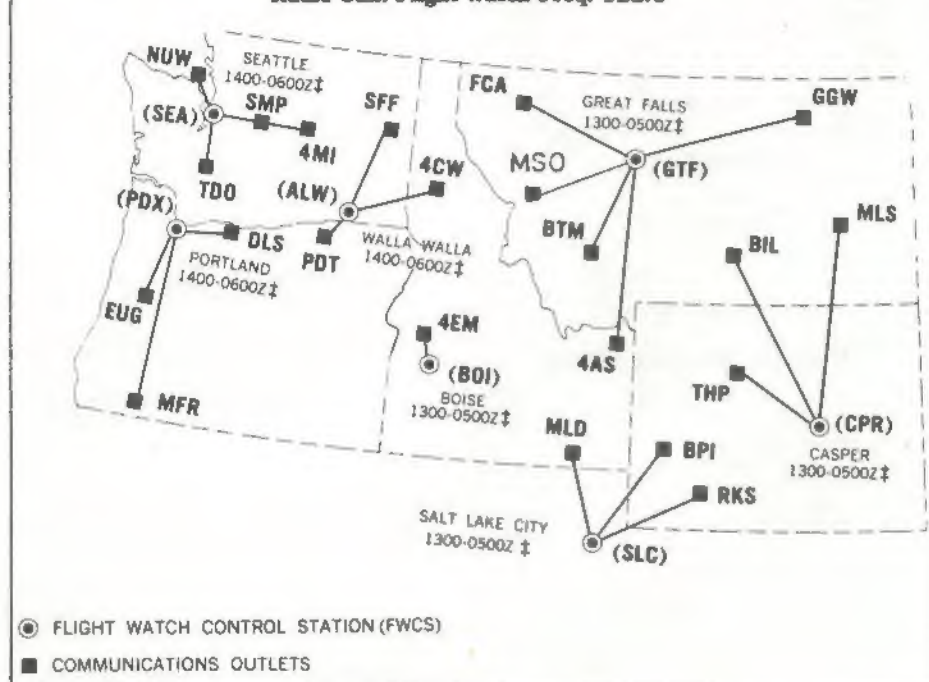 NUW
SEATTLE
1400-0600Z‡
(SEA)
SMP
4MI
TDO
SFF
(ALW)
4CW
(PDX)
DLS
PORTLAND
1400-0600Z‡
PDT
WALLA WALLA
1400-0600Z‡
EUG
MFR
4EM
(BOI)
BOISE
1300-0500Z‡
FCA
GREAT FALLS
1300-0500Z‡
GGW
MSO
(GTF)
BTM
4AS
BIL
MLS
THP
(CPR)
CASPER
1300-0500Z‡
MLD
BPI
RKS
SALT LAKE CITY
1300-0500Z ‡
(SLC)
FLIGHT WATCH CONTROL STATION (FWCS)
COMMUNICATIONS OUTLETS